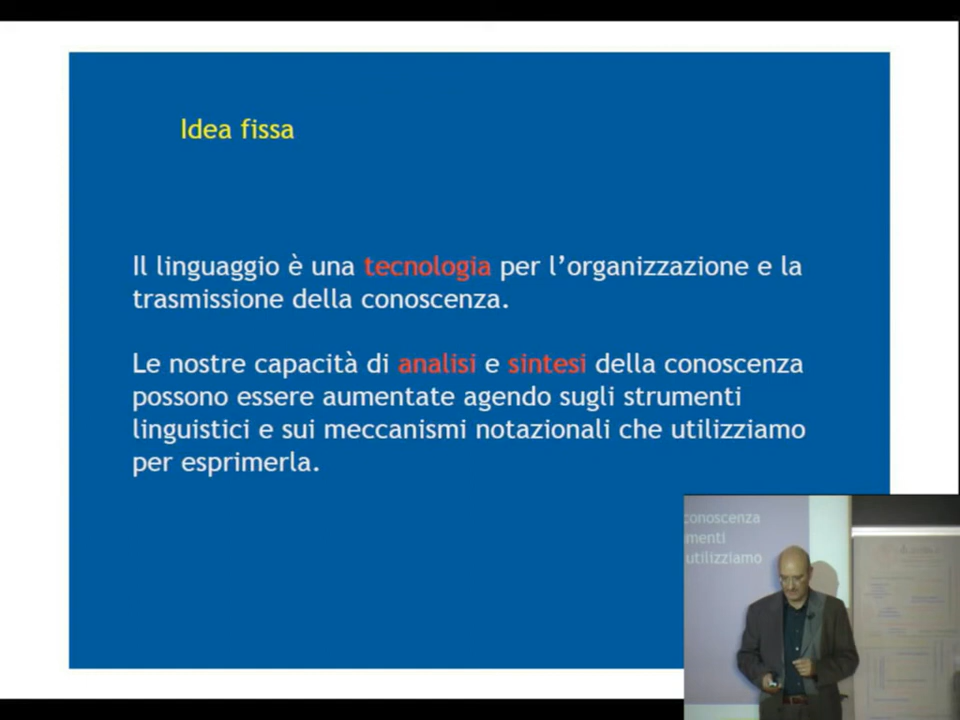 Idea fissa
Il linguaggio è una tecnologia per l'organizzazione e la
trasmissione della conoscenza.
Le nostre capacità di analisi e sintesi della conoscenza
possono essere aumentate agendo sugli strumenti
linguistici e sui meccanismi notazionali che utilizziamo
per esprimerla.
conoscenza
menti
utilizziamo